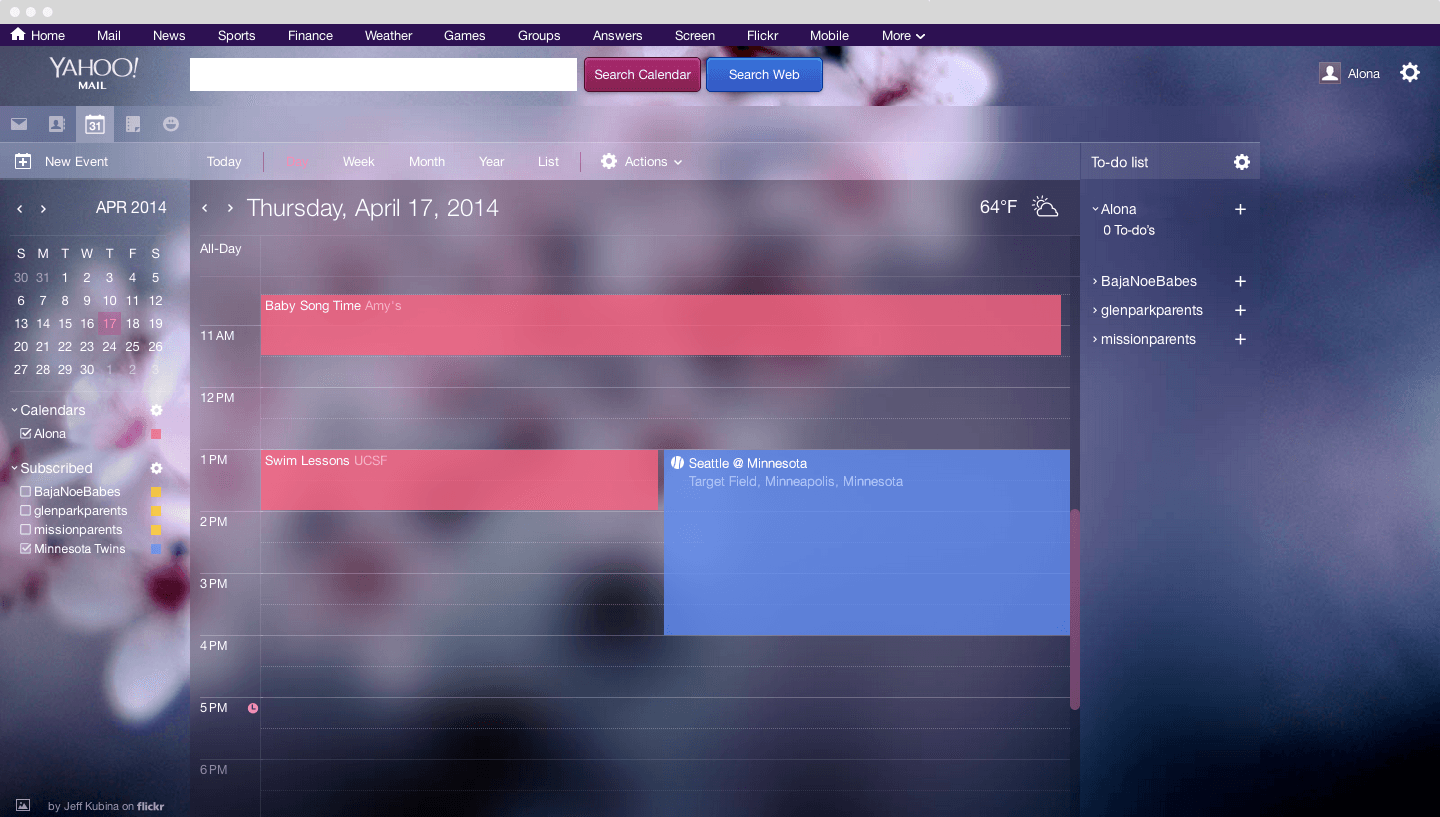 Home Mail News Sports Finance Weather Games Groups Answers Screen Flickr Mobile More
YAHOO!
MAIL
Search Calendar
Search Web
Alona
31
New Event
Today Day Week Month Year List Actions
To-do list
APR 2014
S M T W T F S
30 31 1 2 3 4 5
6 7 8 9 10 11 12
13 14 15 16 17 18 19
20 21 22 23 24 25 26
27 28 29 30 1 2 3
Calendars
Alona
Subscribed
BajaNoeBabes
glenparkparents
missionparents
Minnesota Twins
by Jeff Kubina on flickr
Thursday, April 17, 2014
64°F
All-Day
Baby Song Time Amy's
11 AM
12 PM
1 PM
Swim Lessons UCSF
Seattle @ Minnesota
Target Field, Minneapolis, Minnesota
2 PM
3 PM
4 PM
5 PM
6 PM
Alona
0 To-do's
BajaNoeBabes
glenparkparents
missionparents